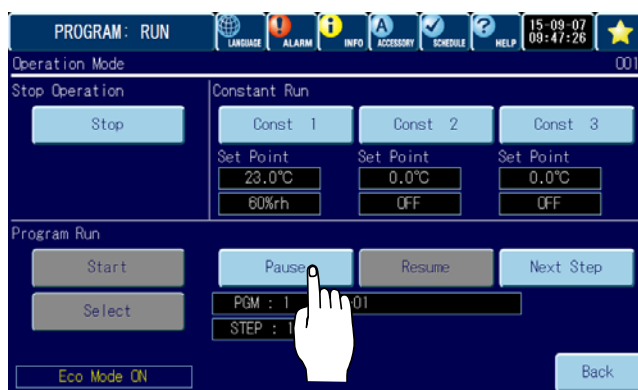 PROGRAM: RUN
LANGUAGE ALARM INFO ACCESSORY SCHEDULE HELP 15-09-07
09:47:26
Operation Mode 001
Stop Operation Constant Run
Stop Const 1 Const 2 Const 3
Set Point Set Point Set Point
23.0°C 0.0°C 0.0°C
60%rh OFF OFF
Program Run
Start Pause Resume Next Step
Select PGM : 1 01
STEP : 1
Eco Mode ON Back